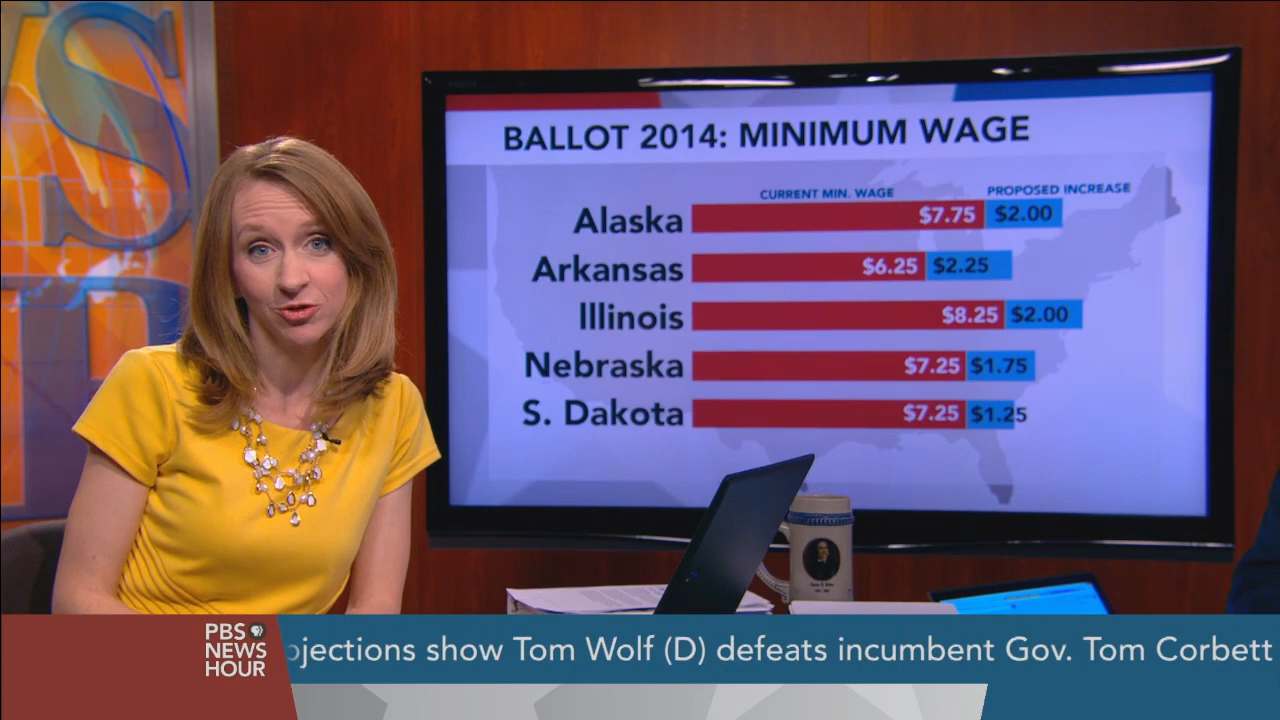 BALLOT 2014: MINIMUM WAGE
CURRENT MIN. WAGE PROPOSED INCREASE
Alaska $7.75 $2.00
Arkansas $6.25 $2.25
Illinois $8.25 $2.00
Nebraska $7.25 $1.75
S. Dakota $7.25 $1.25
PBS
NEWS
HOUR
ojections show Tom Wolf (D) defeats incumbent Gov. Tom Corbett